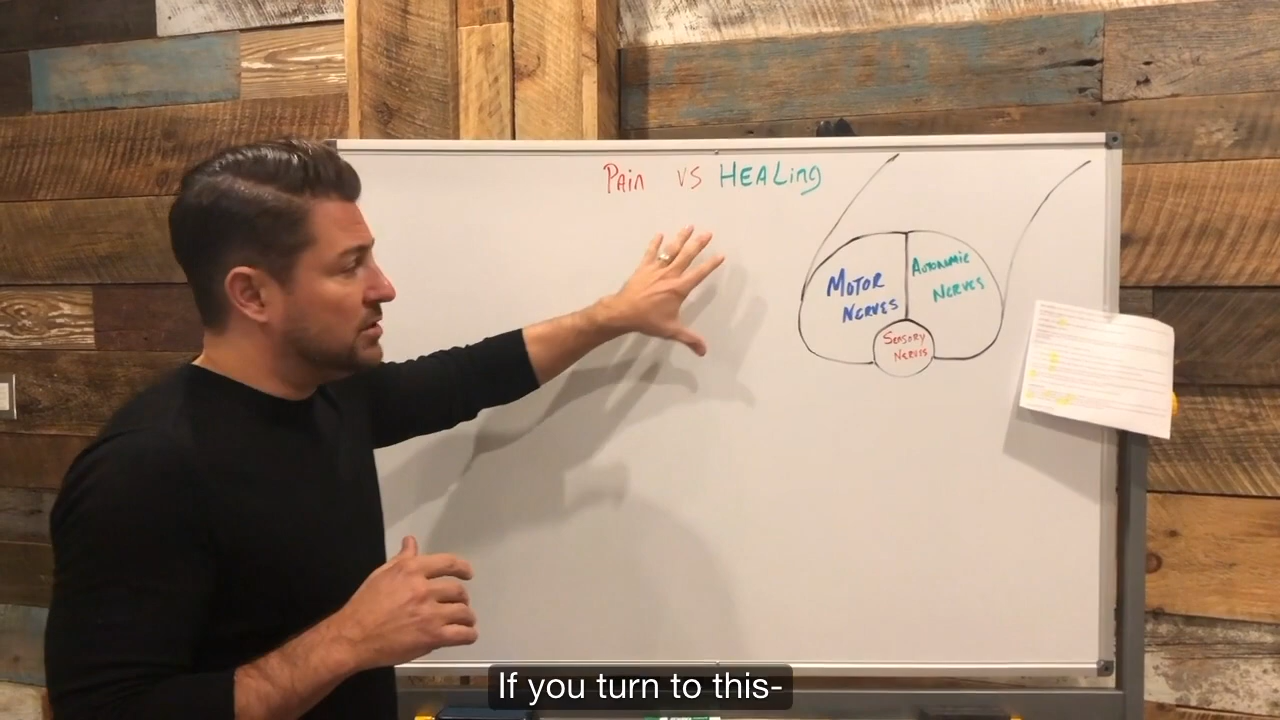 Pain vs Healing
Motor
Nerves
Autonomic
Nerves
Sensory
Nerves
If you turn to this-